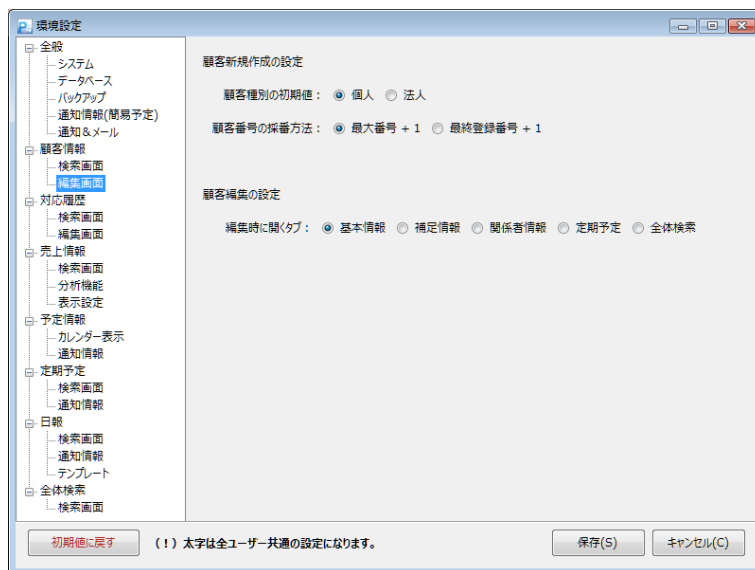 環境設定
全般
システム
データベース
バックアップ
通知情報(簡易予定)
通知＆メール
顧客情報
検索画面
編集画面
対応履歴
検索画面
編集画面
売上情報
検索画面
分析機能
表示設定
予定情報
カレンダー表示
通知情報
定期予定
検索画面
通知情報
日報
検索画面
通知情報
テンプレート
全体検索
検索画面
顧客新規作成の設定
顧客種別の初期値： 個人 法人
顧客番号の採番方法： 最大番号 + 1 最終登録番号 + 1
顧客編集の設定
編集時に開くタブ： 基本情報 補足情報 関係者情報 定期予定 全体検索
初期値に戻す (！) 太字は全ユーザー共通の設定になります。 保存(S) キャンセル(C)